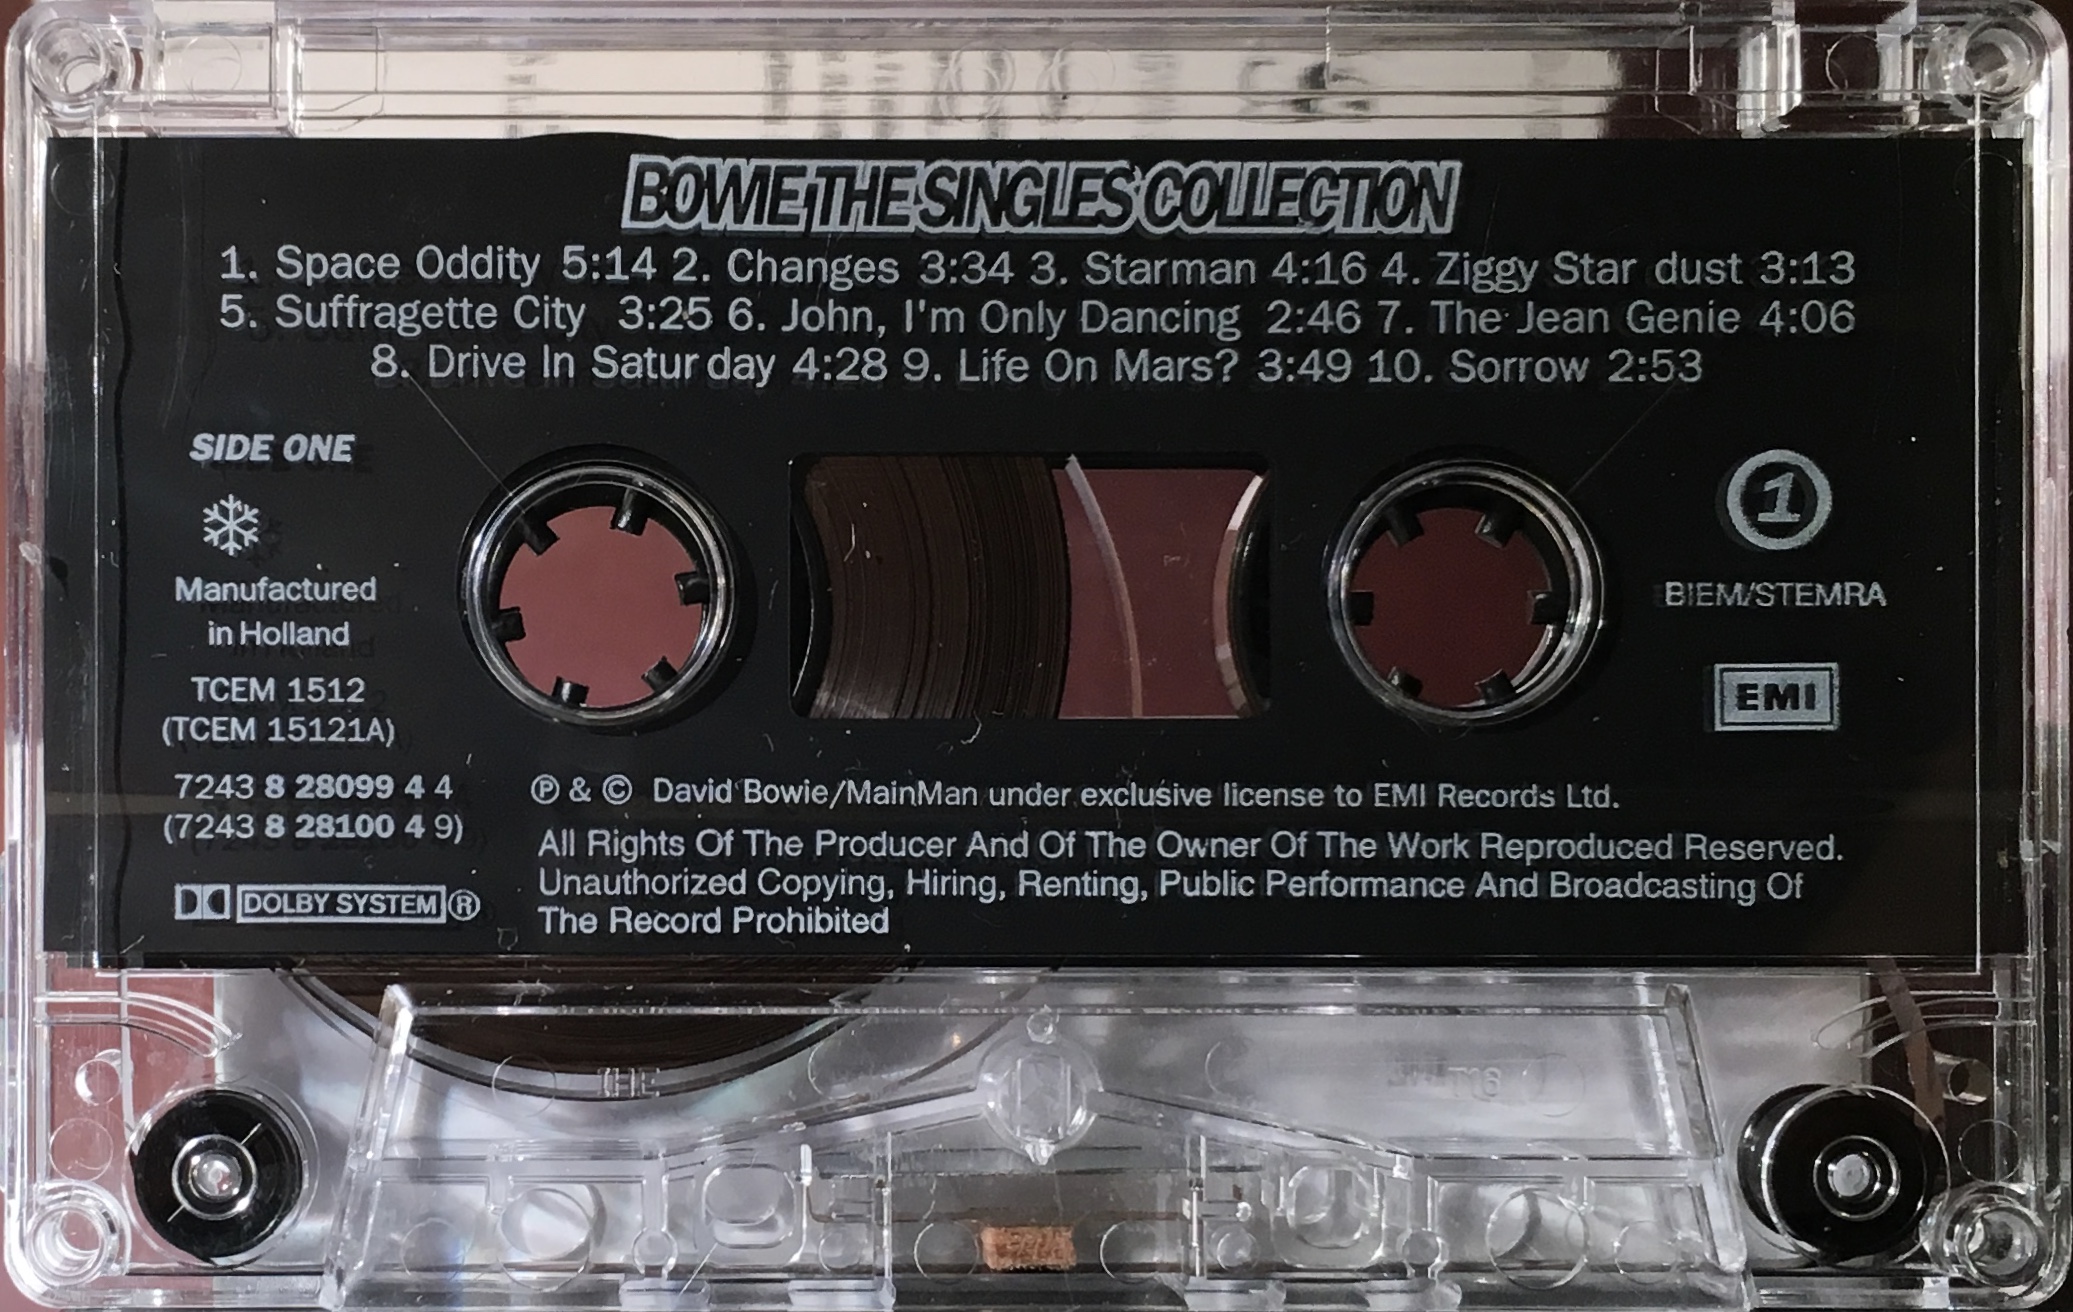 BOWIE THE SINGLES COLLECTION
1. Space Oddity 5:14 2. Changes 3:34 3. Starman 4:16 4. Ziggy Star dust 3:13
5. Suffragette City 3:25 6. John, I'm Only Dancing 2:46 7. The Jean Genie 4:06
8. Drive In Satur day 4:28 9. Life On Mars? 3:49 10. Sorrow 2:53
SIDE ONE
Manufactured
in Holland
TCEM 1512
(TCEM 15121A)
7243 8 28099 4 4
(7243 8 28100 4 9)
DOLBY SYSTEM®
1
BIEM/STEMRA
EMI
℗ & © David Bowie/MainMan under exclusive license to EMI Records Ltd.
All Rights Of The Producer And Of The Owner Of The Work Reproduced Reserved.
Unauthorized Copying, Hiring, Renting, Public Performance And Broadcasting Of
The Record Prohibited